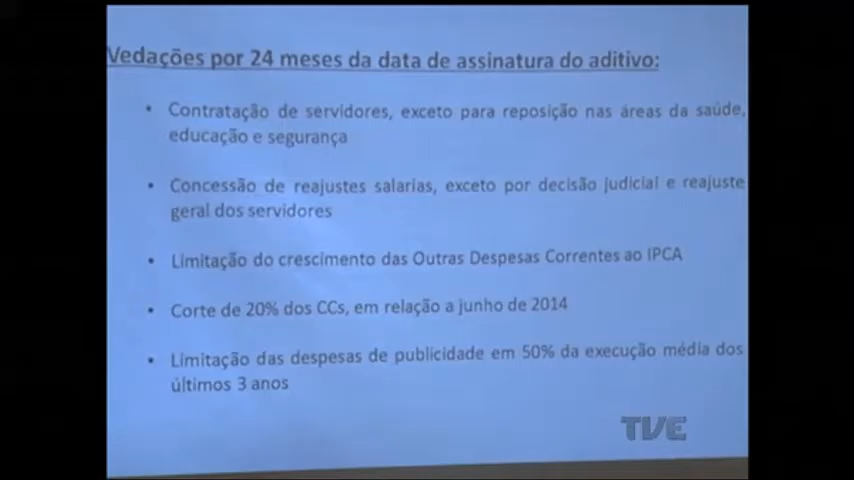 Vedações por 24 meses da data de assinatura do aditivo:
• Contratação de servidores, exceto para reposição nas áreas da saúde,
educação e segurança
• Concessão de reajustes salarias, exceto por decisão judicial e reajuste
geral dos servidores
• Limitação do crescimento das Outras Despesas Correntes ao IPCA
• Corte de 20% dos CCs, em relação a junho de 2014
• Limitação das despesas de publicidade em 50% da execução média dos
últimos 3 anos
TVE